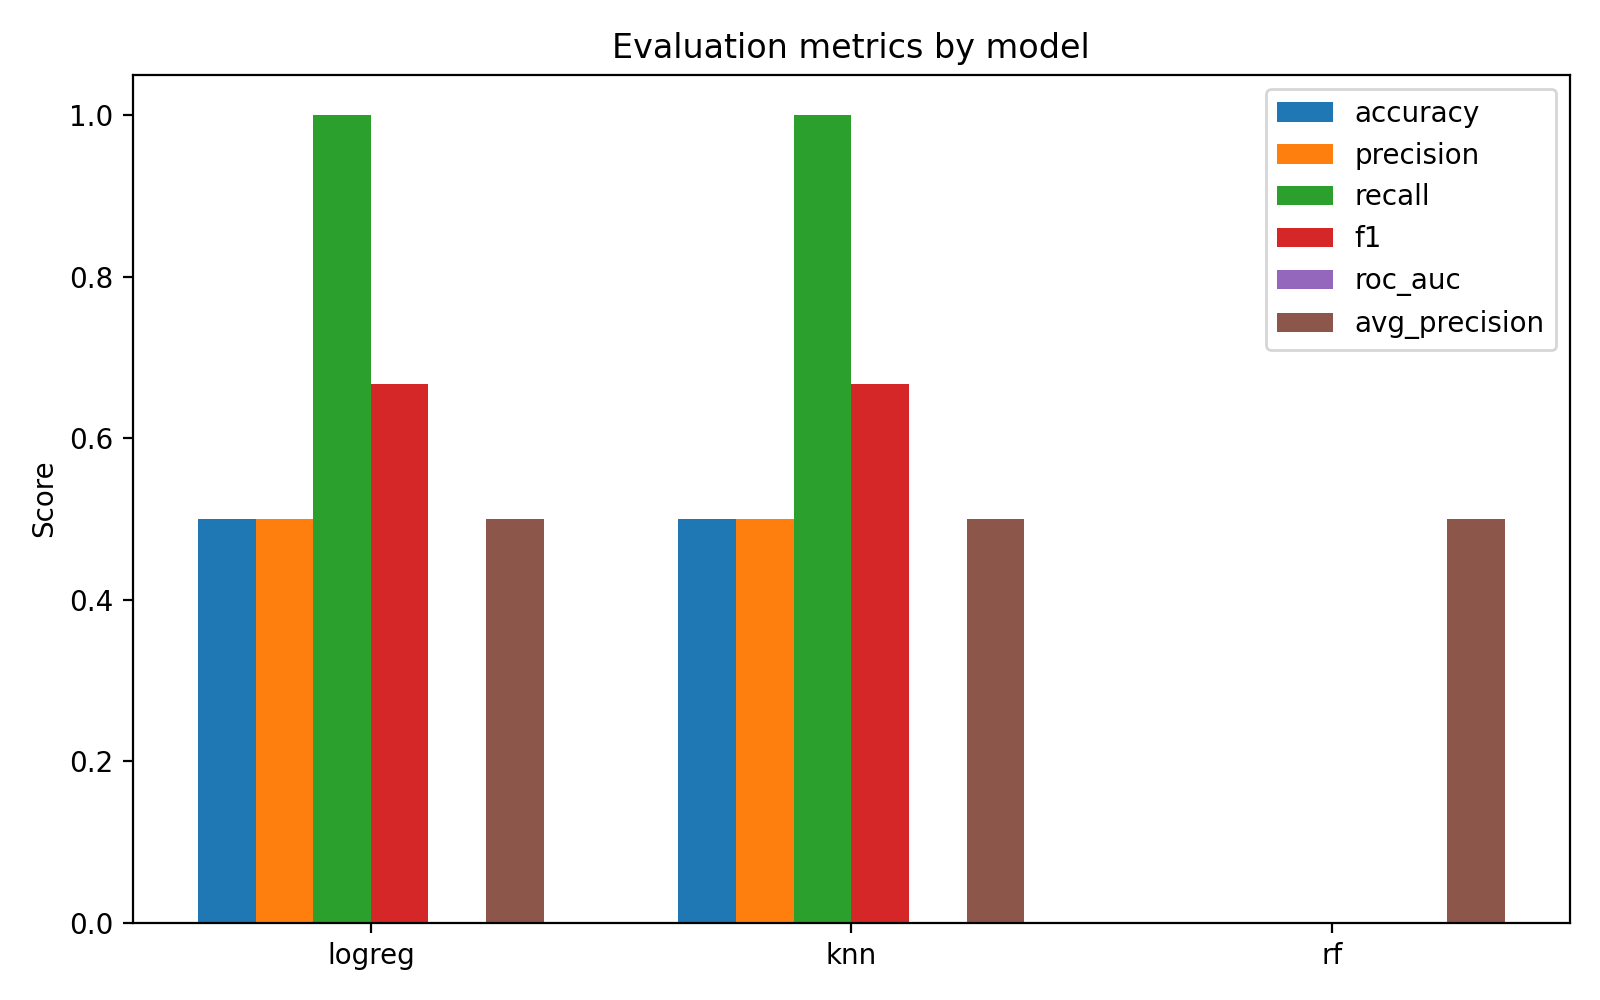 Evaluation metrics by model
accuracy
precision
recall
f1
roc_auc
avg_precision
Score
1.0
0.8
0.6
0.4
0.2
0.0
logreg
knn
rf